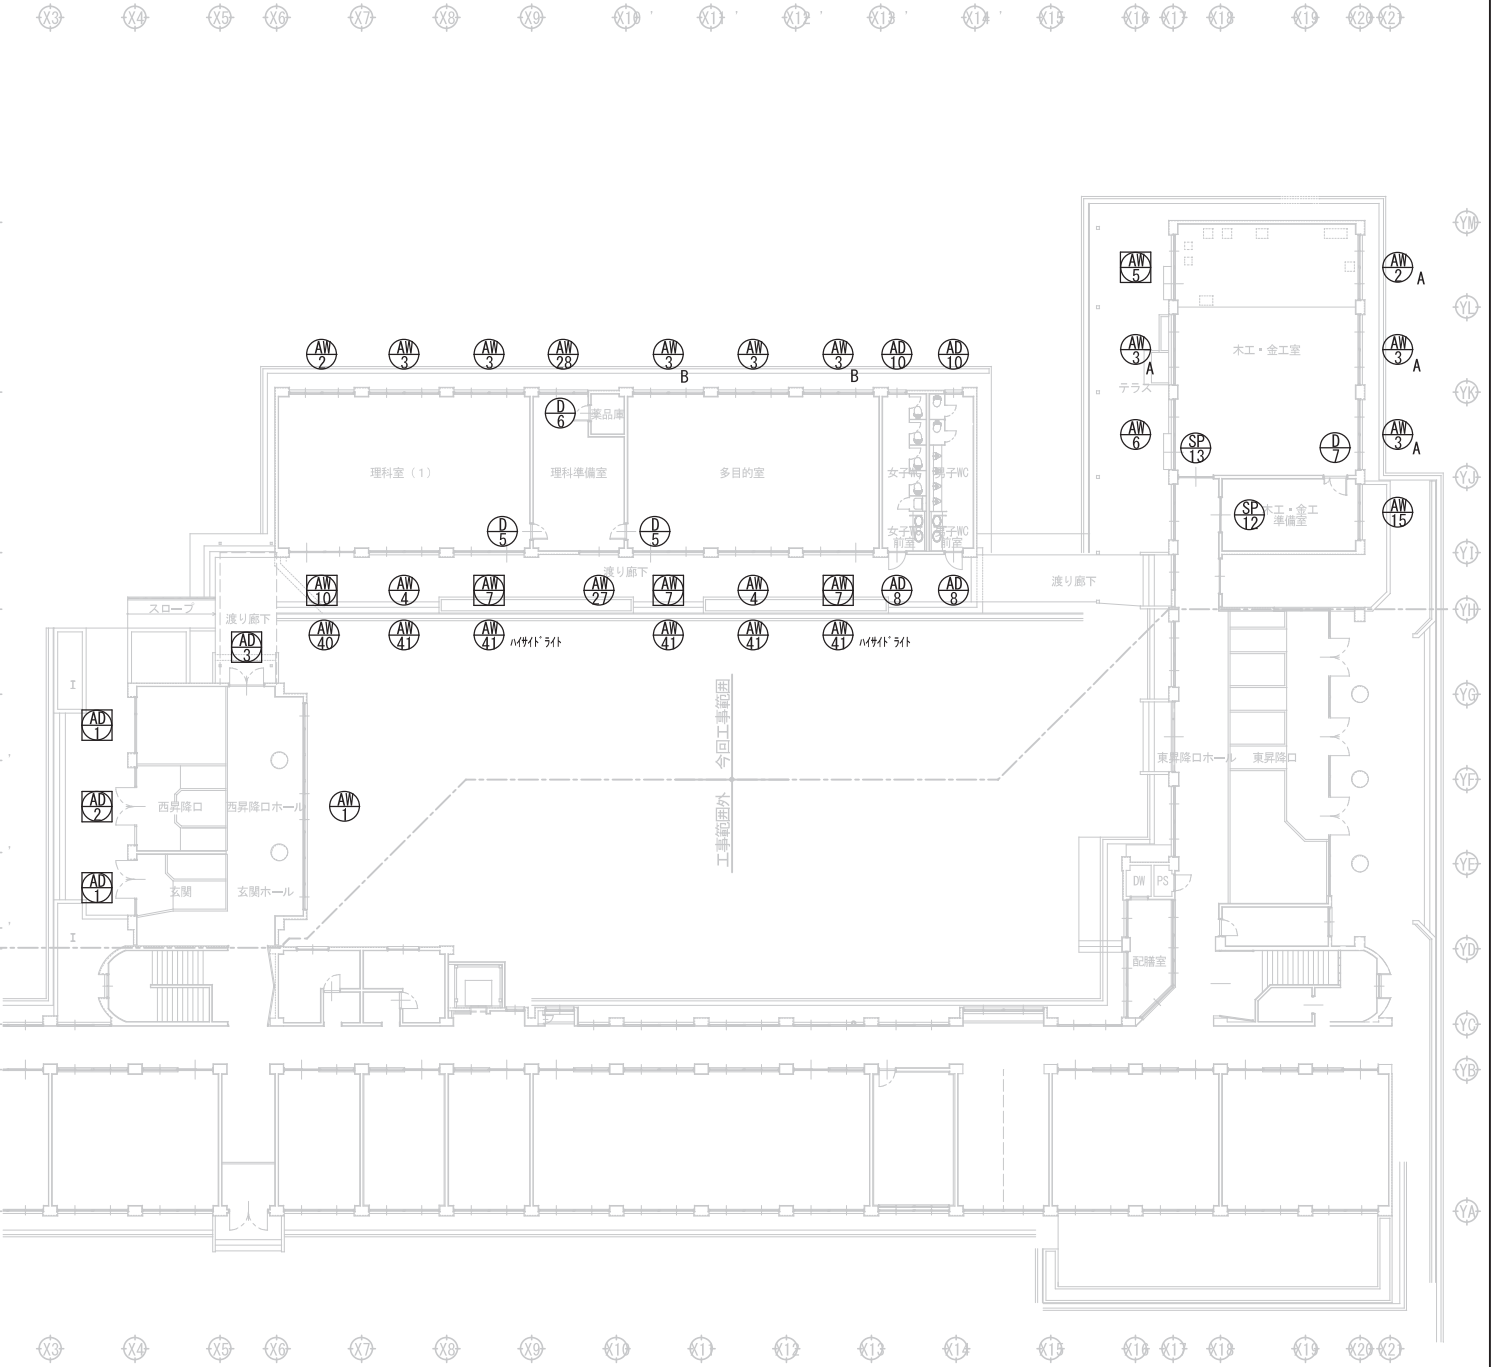 X3 X4 X5 X6 X7 X8 X9 X10' X11' X12' X13' X14' X15 X16 X17 X18 X19 X20 X21
YM
AW 5
AW 2 A
YL
AW 2
AW 3
AW 3
AW 28
AW 3 B
AW 3
AW 3 B
AD 10
AD 10
AW 3 A
木工・金工室
AW 3 A
テラス
YK
D 6
薬品庫
AW 6
SP 13
D 7
AW 3 A
理科室(1)
理科準備室
多目的室
女子WC
男子WC
YJ
SP 12
木工・金工
準備室
AW 15
D 5
D 5
女子WC
前室
男子WC
前室
YI
渡り廊下
渡り廊下
AW 10
AW 4
AW 7
AW 27
AW 7
AW 4
AW 7
AD 8
AD 8
スロープ
YH
渡り廊下
AD 3
AW 40
AW 41
AW 41 ハイサイドライト
AW 41
AW 41
AW 41 ハイサイドライト
YG
AD 1
今回工事範囲
工事範囲外
東昇降口ホール
東昇降口
YF
AD 2
西昇降口
西昇降口ホール
AW 1
YE
AD 1
玄関
玄関ホール
DW
PS
YD
配膳室
YC
YB
YA
X3 X4 X5 X6 X7 X8 X9 X10 X11 X12 X13 X14 X15 X16 X17 X18 X19 X20 X21